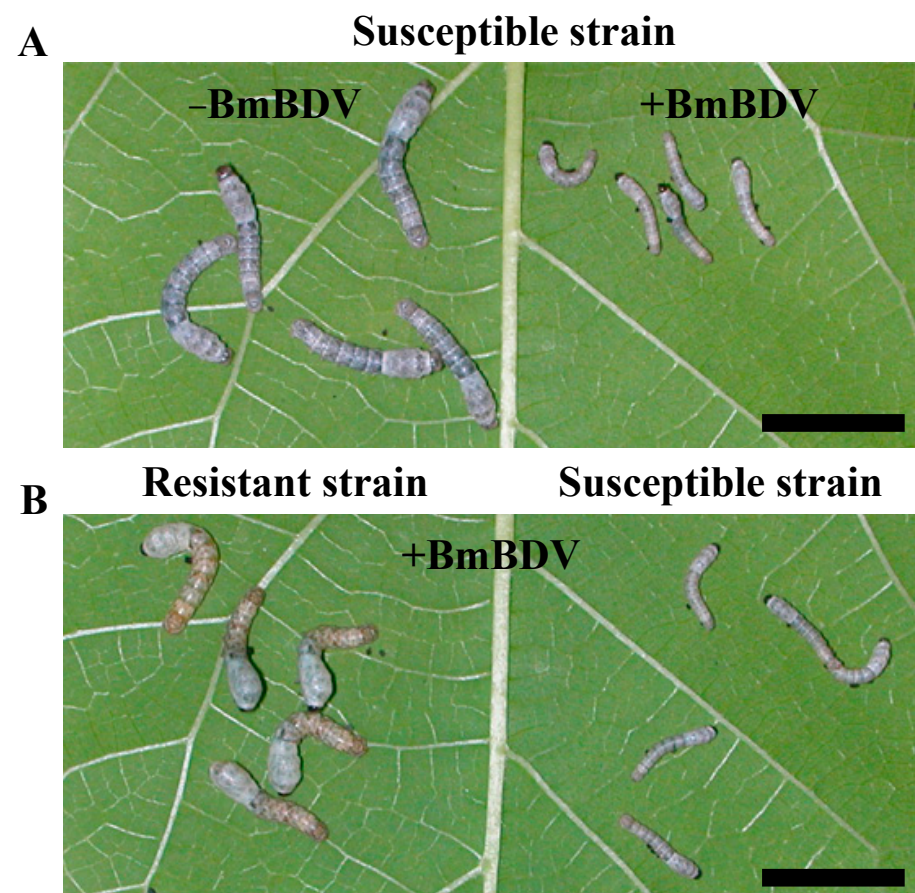 A
Susceptible strain
–BmBDV
+BmBDV
B
Resistant strain
Susceptible strain
+BmBDV